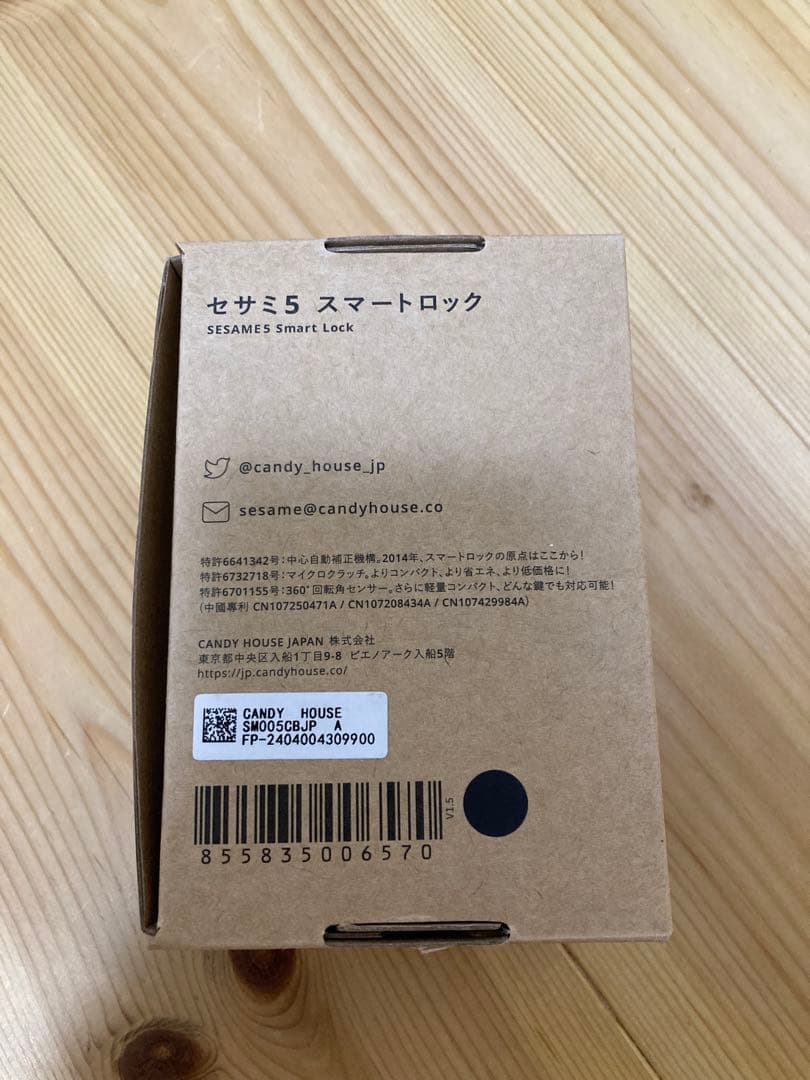 セサミ5 スマートロック
SESAME5 Smart Lock
@candy_house_jp
sesame@candyhouse.co
特許6641342号：中心自動補正機構。2014年、スマートロックの原点はここから！
特許6732718号：マイクロクラッチ。よりコンパクト、より省エネ、より低価格に！
特許6701155号：360°回転角センサー。さらに軽量コンパクト、どんな鍵でも対応可能！
（中國專利 CN107250471A / CN107208434A / CN107429984A）
CANDY HOUSE JAPAN 株式会社
東京都中央区入船1丁目9-8 ピエノアーク入船5階
https://jp.candyhouse.co/
CANDY HOUSE
SM005CBJP A
FP-2404004309900
V1.5
855835006570